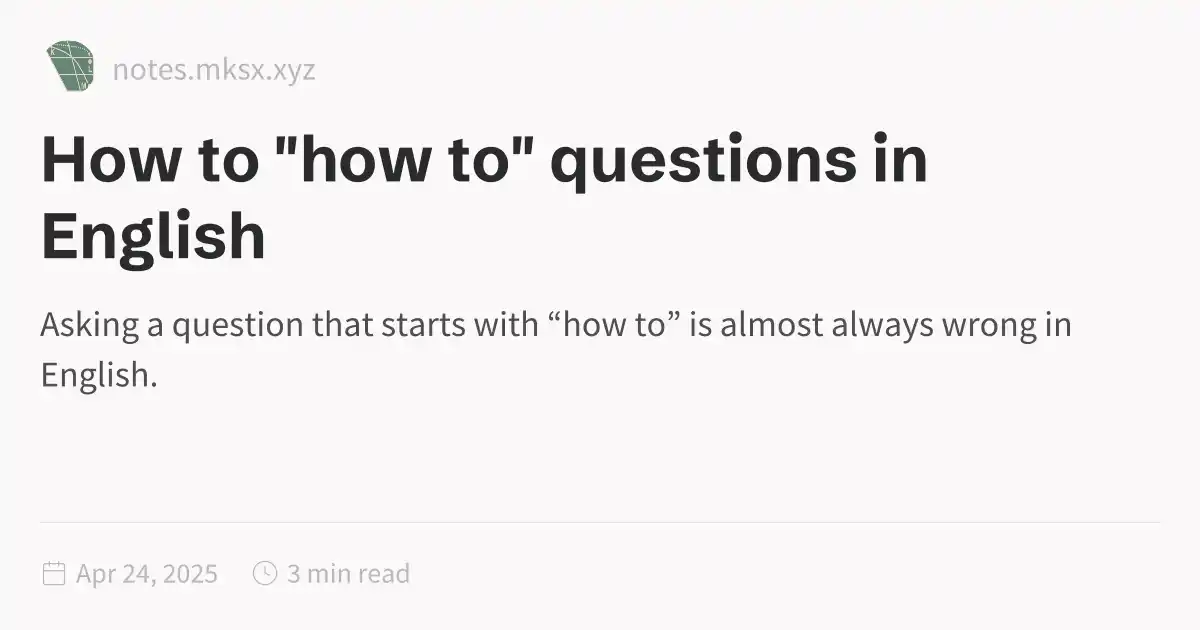 notes.mksx.xyz
How to "how to" questions in
English
Asking a question that starts with “how to” is almost always wrong in
English.
Apr 24, 2025
3 min read